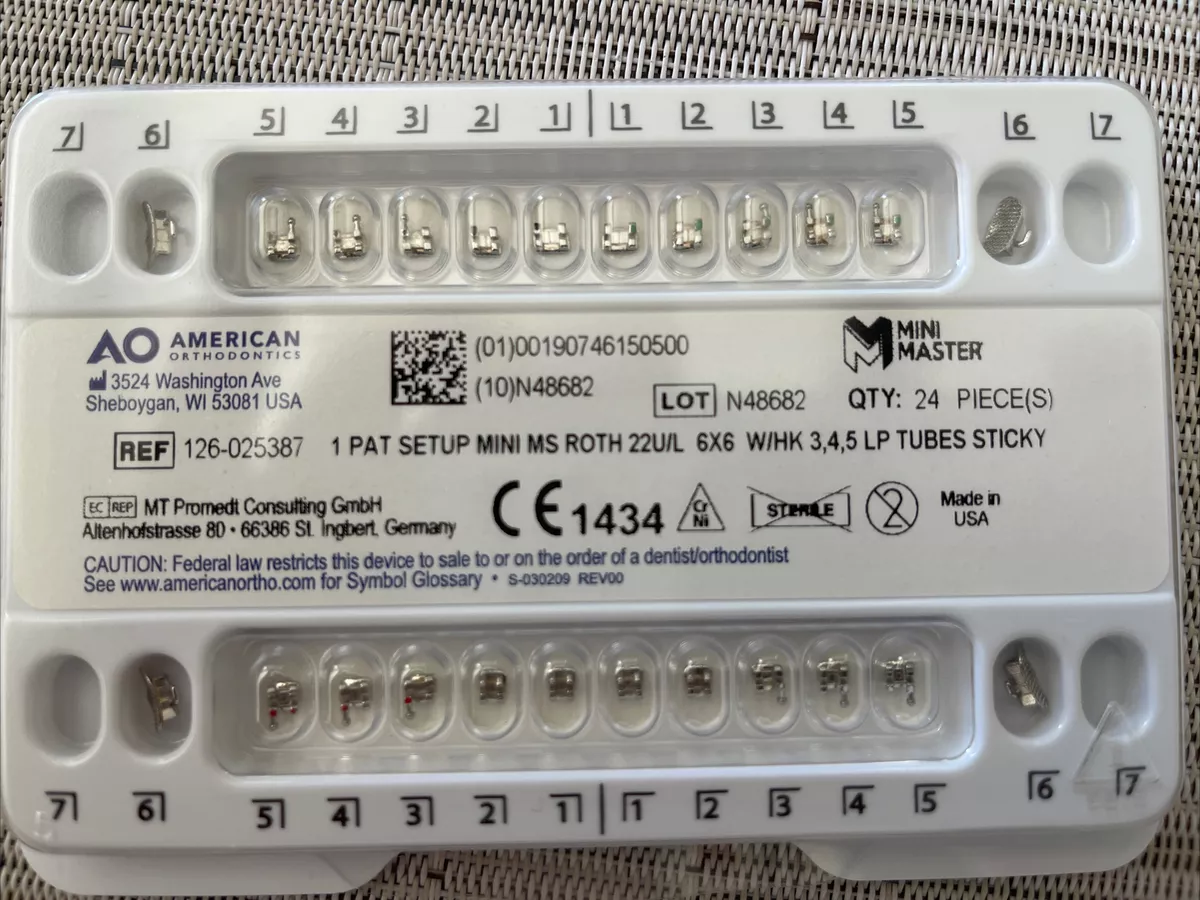 7 6 5 4 3 2 1 | 1 2 3 4 5 6 7
AO AMERICAN
ORTHODONTICS
3524 Washington Ave
Sheboygan, WI 53081 USA
(01)00190746150500
(10)N48682
LOT N48682
MINI
MASTER
QTY: 24 PIECE(S)
REF 126-025387 1 PAT SETUP MINI MS ROTH 22U/L 6X6 W/HK 3,4,5 LP TUBES STICKY
EC REP MT Promedt Consulting GmbH
Altenhofstrasse 80 • 66386 St. Ingbert, Germany
CE 1434
Cr
Ni
STERILE
2
Made in
USA
CAUTION: Federal law restricts this device to sale to or on the order of a dentist/orthodontist
See www.americanortho.com for Symbol Glossary • S-030209 REV00
7 6 5 4 3 2 1 | 1 2 3 4 5 6 7